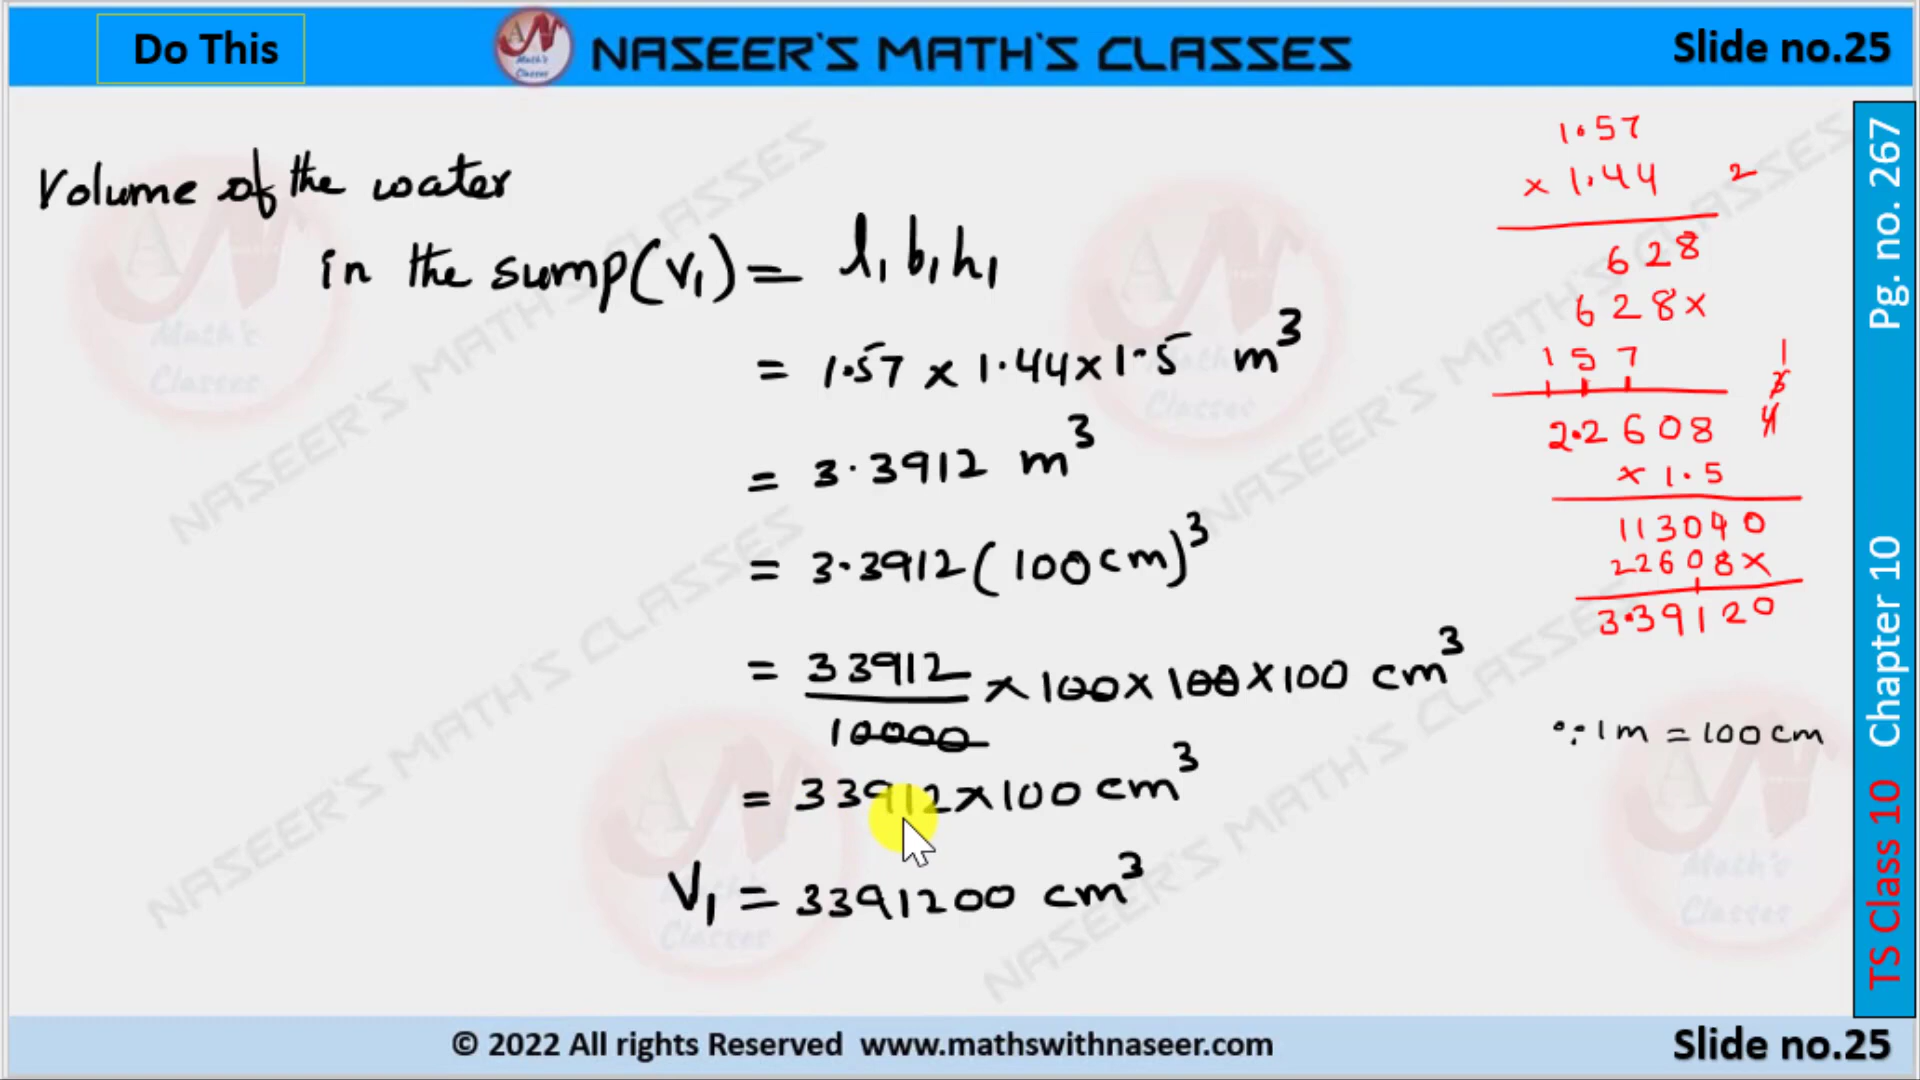 Do This
NASEER'S MATH'S CLASSES
Slide no.25
Volume of the water
in the sump(V₁) = l₁ b₁ h₁
= 1.57 × 1.44 × 1.5 m³
= 3.3912 m³
= 3.3912 (100cm)³
= 33912/10000 × 100 × 100 × 100 cm³
= 33912 × 100 cm³
V₁ = 3391200 cm³
1.57
× 1.44 2
628
628×
157
2.2608
× 1.5
113040
22608×
3.39120
∵ 1m = 100cm
Pg. no. 267
Chapter 10
TS Class 10
© 2022 All rights Reserved www.mathswithnaseer.com
Slide no.25